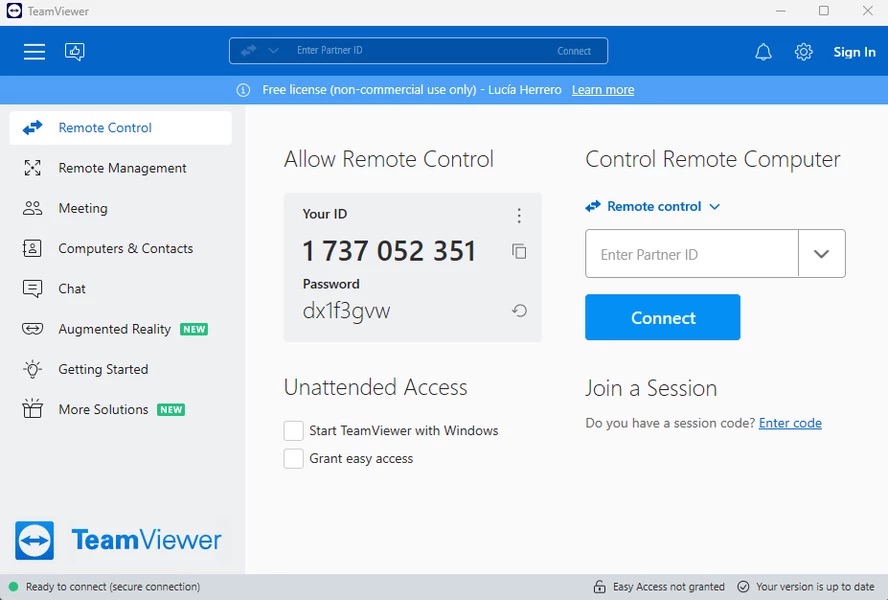 TeamViewer
Enter Partner ID
Connect
Sign In
Free license (non-commercial use only) - Lucía Herrero Learn more
Remote Control
Remote Management
Meeting
Computers & Contacts
Chat
Augmented Reality NEW
Getting Started
More Solutions NEW
TeamViewer
Allow Remote Control
Your ID
1 737 052 351
Password
dx1f3gvw
Unattended Access
Start TeamViewer with Windows
Grant easy access
Control Remote Computer
Remote control
Enter Partner ID
Connect
Join a Session
Do you have a session code? Enter code
Ready to connect (secure connection)
Easy Access not granted
Your version is up to date